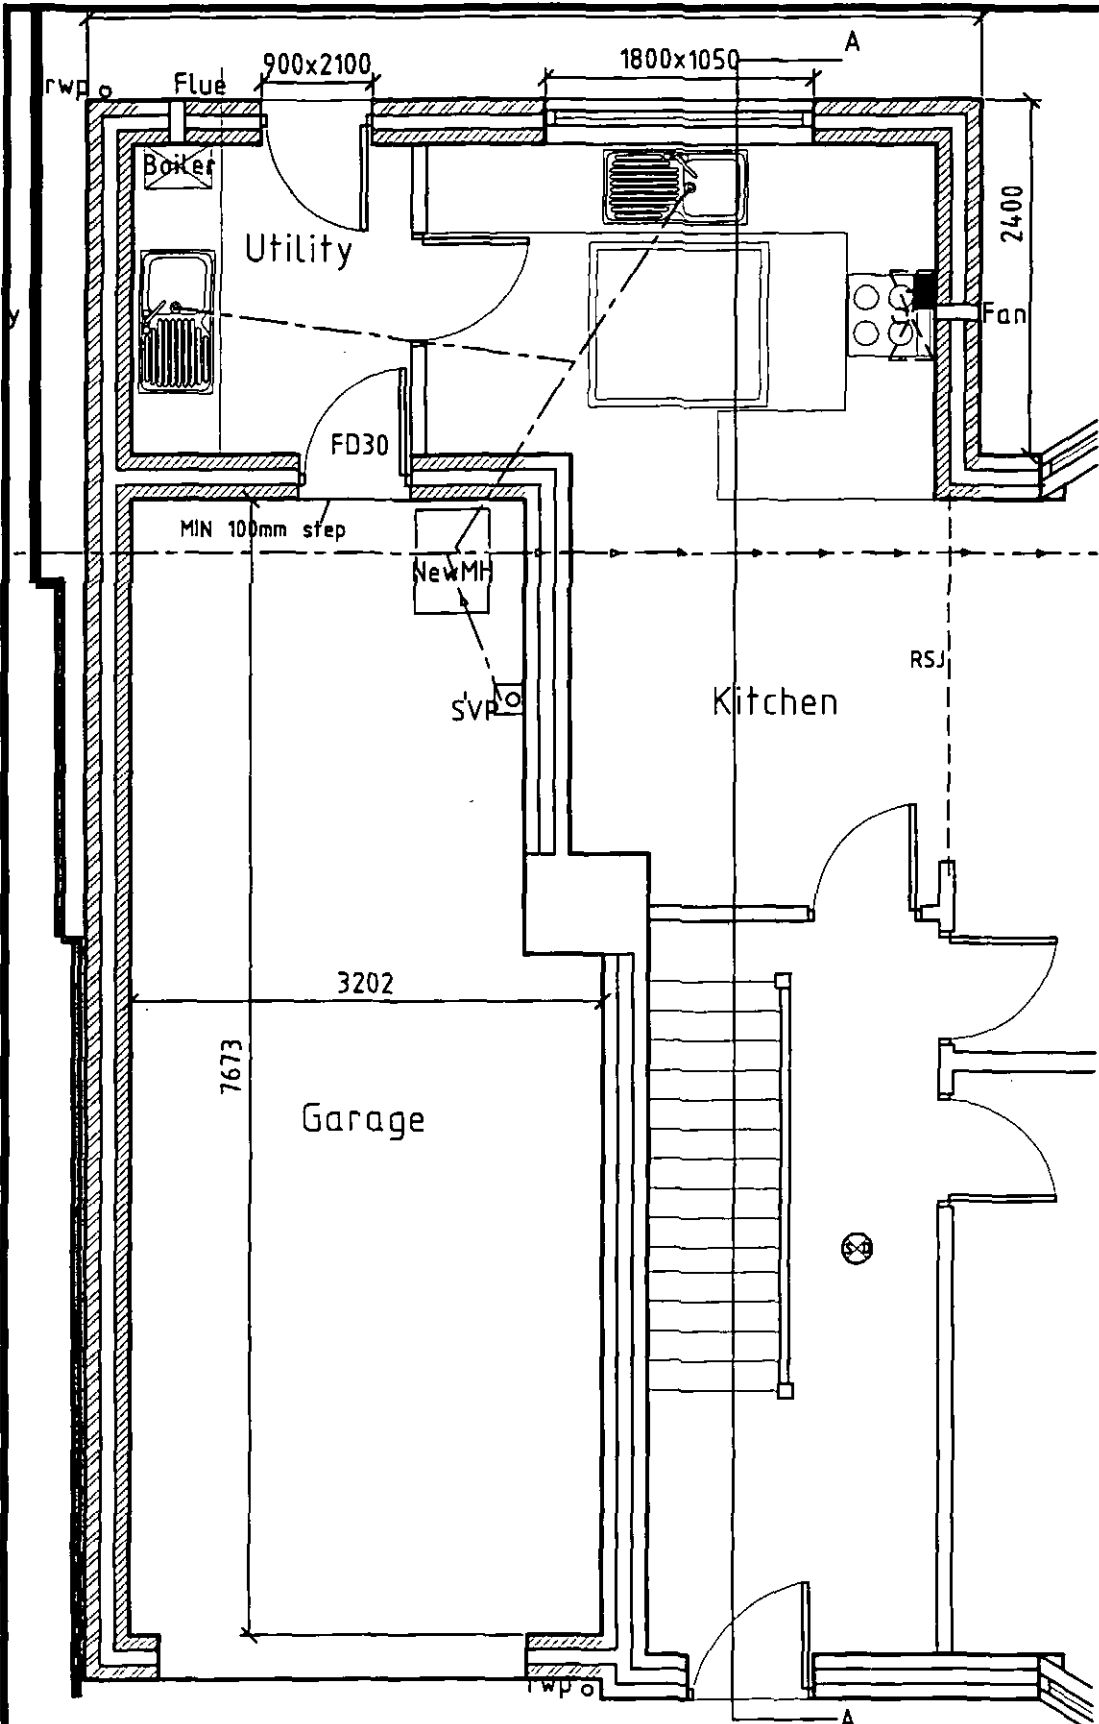 A
900x2100
1800x1050
rwp
Flue
Boiler
2400
Utility
y
Fan
FD30
MIN 100mm step
NewMH
RSJ
SVP
Kitchen
3202
7673
Garage
SD
rwp
A